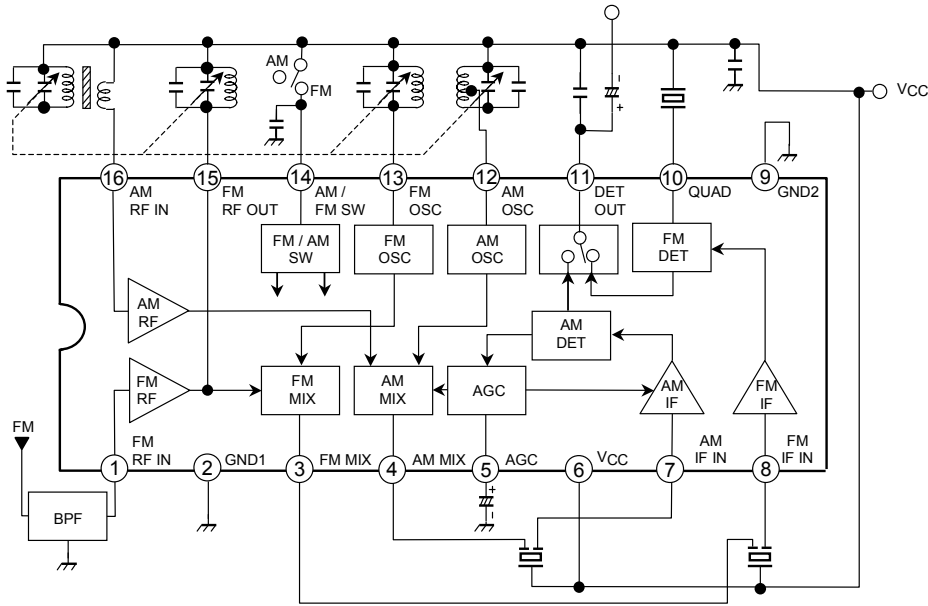 AM
FM
VCC
16 15 14 13 12 11 10 9
AM RF IN
FM RF OUT
AM / FM SW
FM OSC
AM OSC
DET OUT
QUAD
GND2
FM / AM SW
FM OSC
AM OSC
FM DET
AM RF
AM DET
FM RF
FM MIX
AM MIX
AGC
AM IF
FM IF
FM
FM RF IN
GND1
FM MIX
AM MIX
AGC
VCC
AM IF IN
FM IF IN
1 2 3 4 5 6 7 8
BPF
+
-
-
+